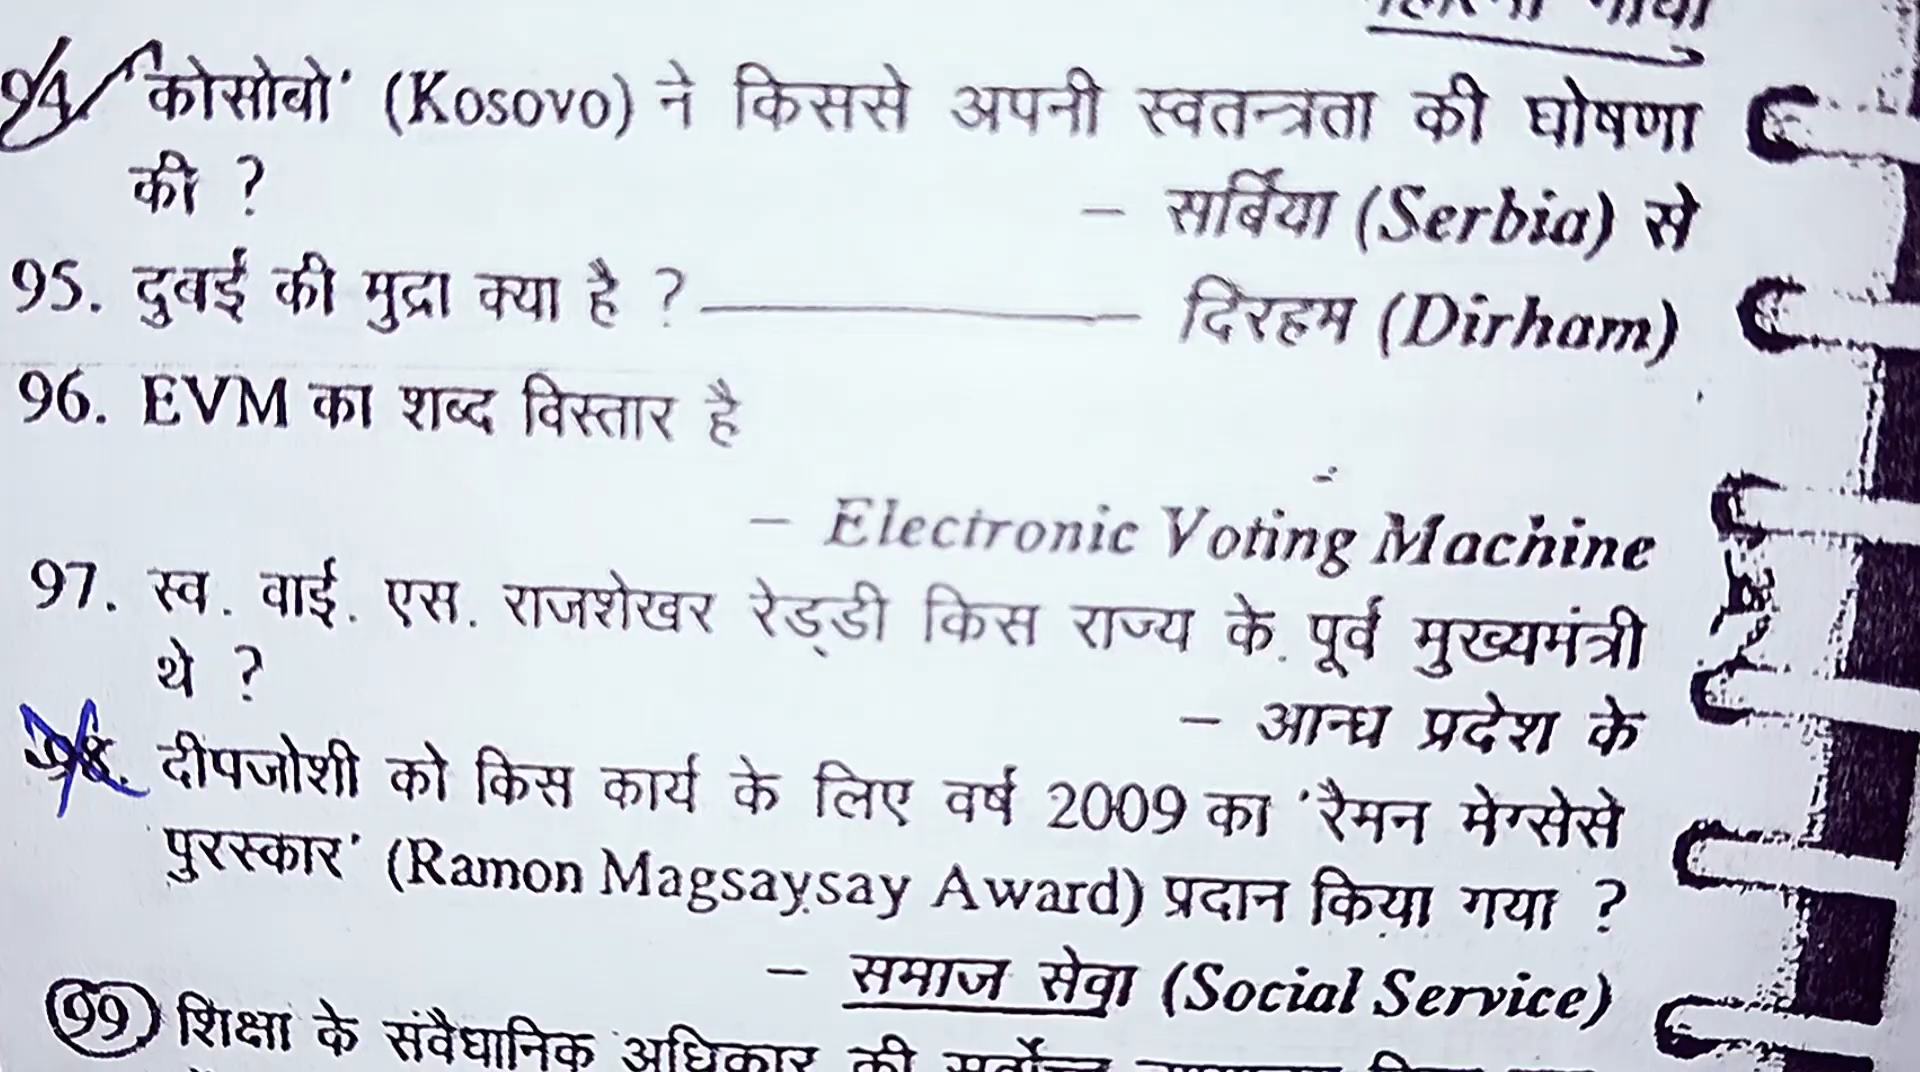 94. 'कोसोवो' (Kosovo) ने किससे अपनी स्वतन्त्रता की घोषणा
की ?
– सर्बिया (Serbia) से
95. दुबई की मुद्रा क्या है ? – दिरहम (Dirham)
96. EVM का शब्द विस्तार है
– Electronic Voting Machine
97. स्व. वाई. एस. राजशेखर रेड्डी किस राज्य के पूर्व मुख्यमंत्री
थे ?
– आन्ध्र प्रदेश के
98. दीपजोशी को किस कार्य के लिए वर्ष 2009 का 'रैमन मेग्सेसे
पुरस्कार' (Ramon Magsaysay Award) प्रदान किया गया ?
– समाज सेवा (Social Service)
99 शिक्षा के संवैधानिक अधिकार की